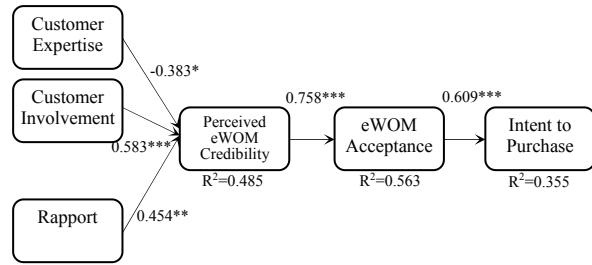 Customer
Expertise
-0.383*
Customer
Involvement
0.583***
Rapport
0.454**
Perceived
eWOM
Credibility
R²=0.485
0.758***
eWOM
Acceptance
R²=0.563
0.609***
Intent to
Purchase
R²=0.355